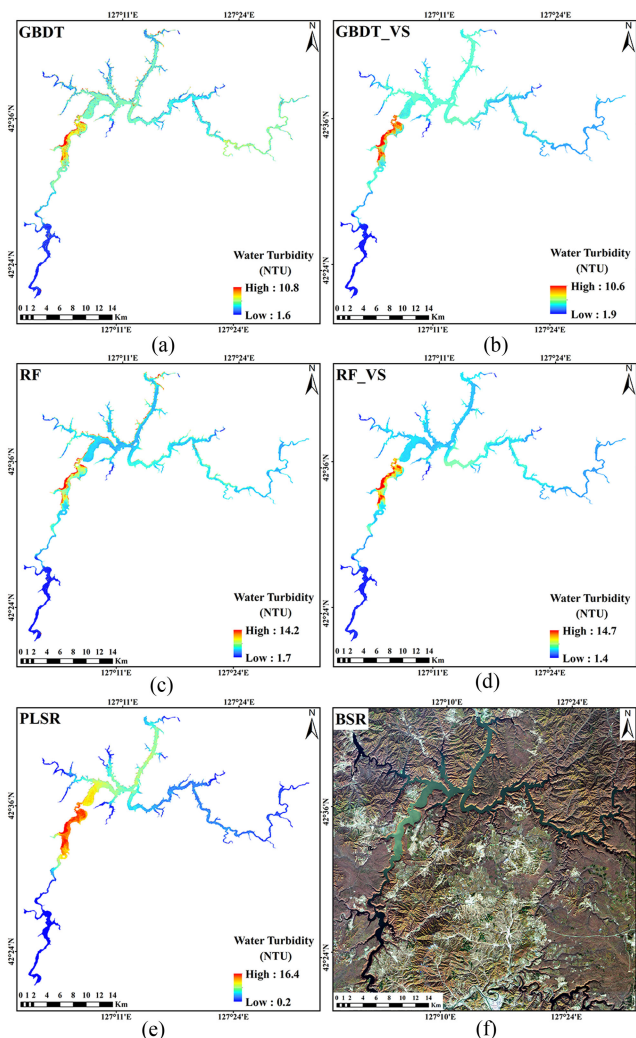 127°11'E 127°24'E
GBDT
N
42°36'N
42°24'N
Water Turbidity
(NTU)
High : 10.8
Low : 1.6
0 1 2 4 6 8 10 12 14
Km
127°11'E 127°24'E
(a)
127°11'E 127°24'E
GBDT_VS
N
42°36'N
42°24'N
Water Turbidity
(NTU)
High : 10.6
Low : 1.9
0 1 2 4 6 8 10 12 14
Km
127°11'E 127°24'E
(b)
127°11'E 127°24'E
RF
N
42°36'N
42°24'N
Water Turbidity
(NTU)
High : 14.2
Low : 1.7
0 1 2 4 6 8 10 12 14
Km
127°11'E 127°24'E
(c)
127°11'E 127°24'E
RF_VS
N
42°36'N
42°24'N
Water Turbidity
(NTU)
High : 14.7
Low : 1.4
0 1 2 4 6 8 10 12 14
Km
127°11'E 127°24'E
(d)
127°11'E 127°24'E
PLSR
N
42°36'N
42°24'N
Water Turbidity
(NTU)
High : 16.4
Low : 0.2
0 1 2 4 6 8 10 12 14
Km
127°11'E 127°24'E
(e)
127°10'E 127°24'E
BSR
N
42°36'N
42°24'N
0 1 2 4 6 8 10 12 14
Km
127°10'E 127°24'E
(f)